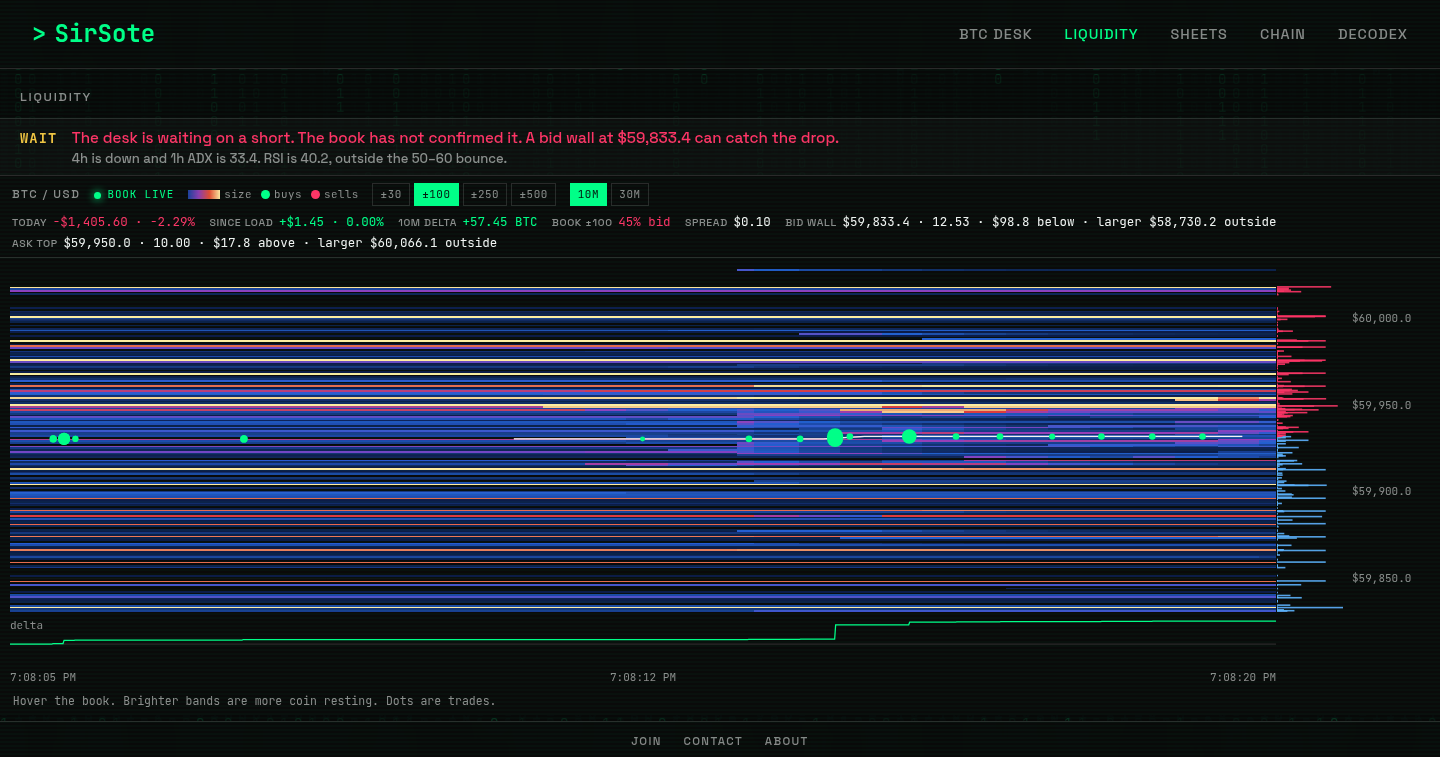 > SirSote
BTC DESK LIQUIDITY SHEETS CHAIN DECODEX
LIQUIDITY
WAIT The desk is waiting on a short. The book has not confirmed it. A bid wall at $59,833.4 can catch the drop.
4h is down and 1h ADX is 33.4. RSI is 40.2, outside the 50–60 bounce.
BTC / USD BOOK LIVE size buys sells ±30 ±100 ±250 ±500 10M 30M
TODAY -$1,405.60 · -2.29% SINCE LOAD +$1.45 · 0.00% 10M DELTA +57.45 BTC BOOK ±100 45% bid SPREAD $0.10 BID WALL $59,833.4 · 12.53 · $98.8 below · larger $58,730.2 outside
ASK TOP $59,950.0 · 10.00 · $17.8 above · larger $60,066.1 outside
$60,000.0
$59,950.0
$59,900.0
$59,850.0
delta
7:08:05 PM 7:08:12 PM 7:08:20 PM
Hover the book. Brighter bands are more coin resting. Dots are trades.
JOIN CONTACT ABOUT